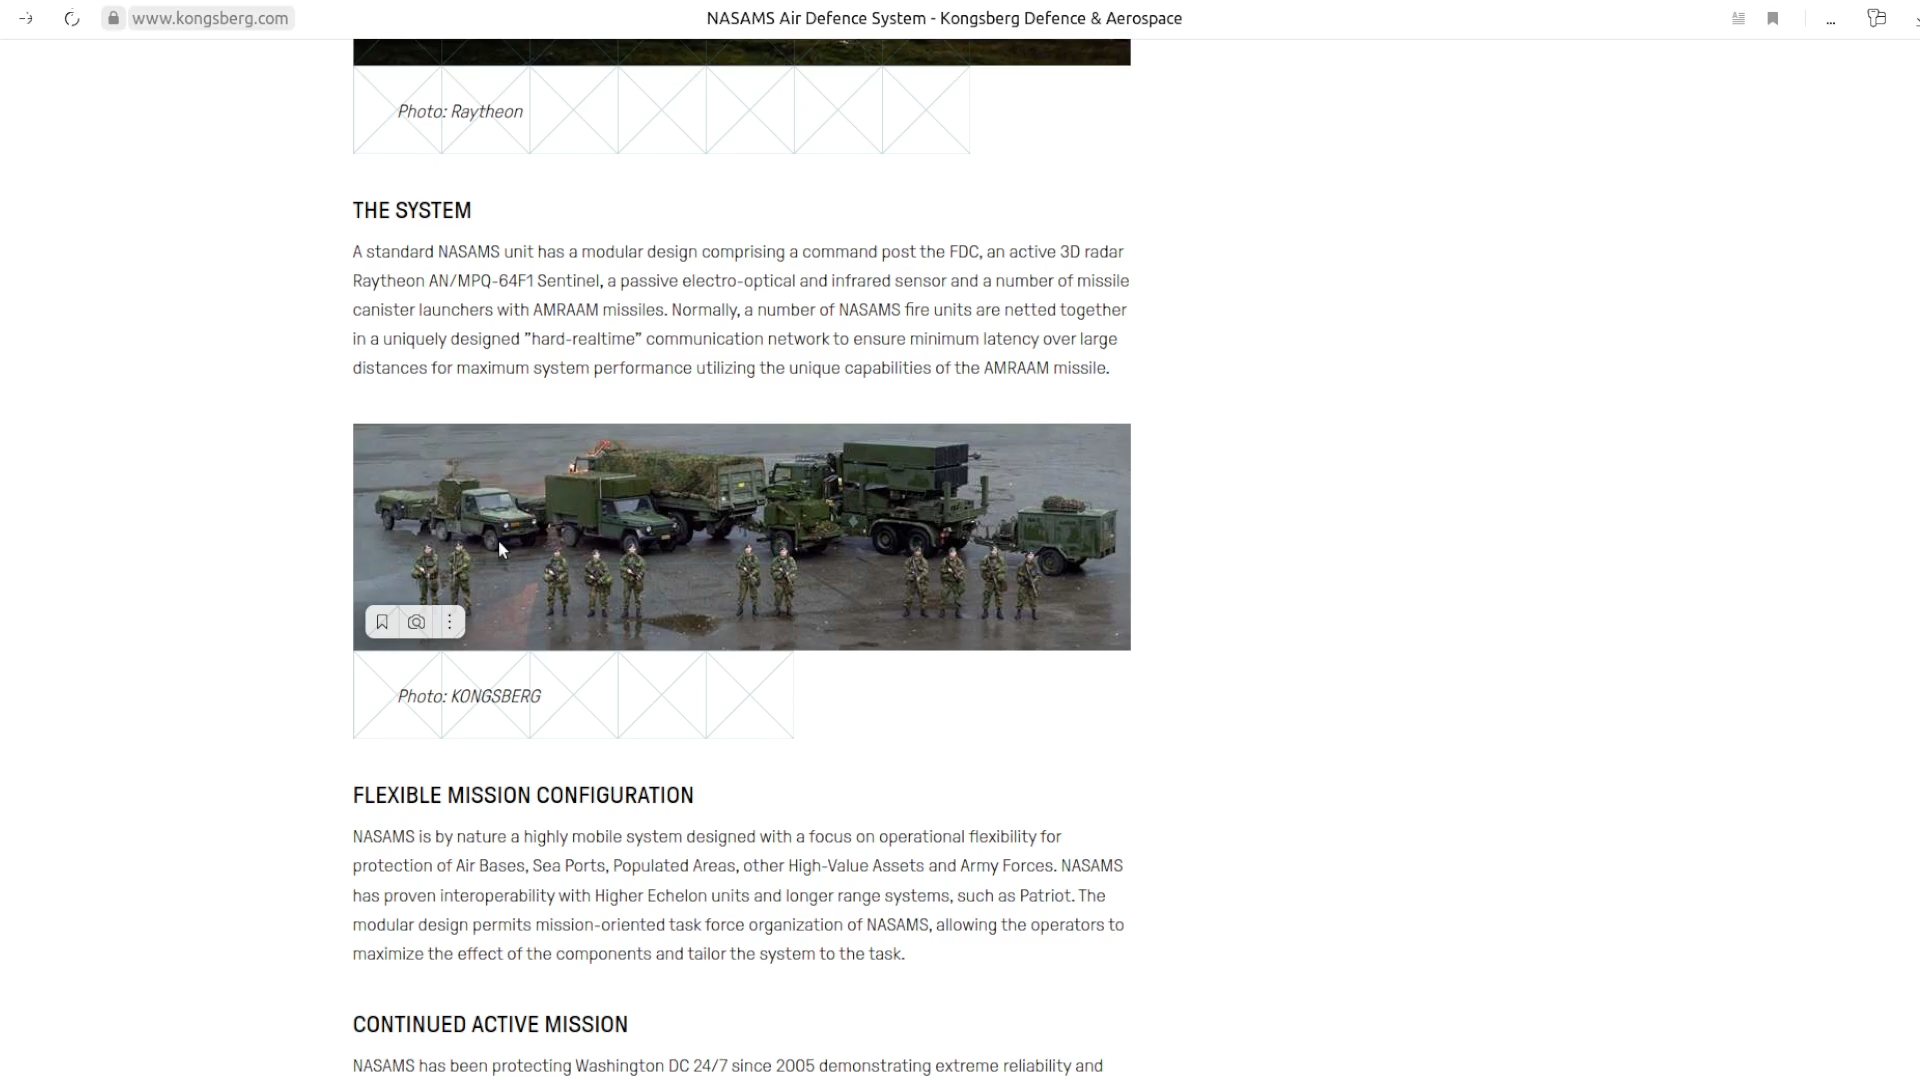 www.kongsberg.com
NASAMS Air Defence System - Kongsberg Defence & Aerospace
...
Photo: Raytheon
THE SYSTEM
A standard NASAMS unit has a modular design comprising a command post the FDC, an active 3D radar
Raytheon AN/MPQ-64F1 Sentinel, a passive electro-optical and infrared sensor and a number of missile
canister launchers with AMRAAM missiles. Normally, a number of NASAMS fire units are netted together
in a uniquely designed ”hard-realtime” communication network to ensure minimum latency over large
distances for maximum system performance utilizing the unique capabilities of the AMRAAM missile.
Photo: KONGSBERG
FLEXIBLE MISSION CONFIGURATION
NASAMS is by nature a highly mobile system designed with a focus on operational flexibility for
protection of Air Bases, Sea Ports, Populated Areas, other High-Value Assets and Army Forces. NASAMS
has proven interoperability with Higher Echelon units and longer range systems, such as Patriot. The
modular design permits mission-oriented task force organization of NASAMS, allowing the operators to
maximize the effect of the components and tailor the system to the task.
CONTINUED ACTIVE MISSION
NASAMS has been protecting Washington DC 24/7 since 2005 demonstrating extreme reliability and